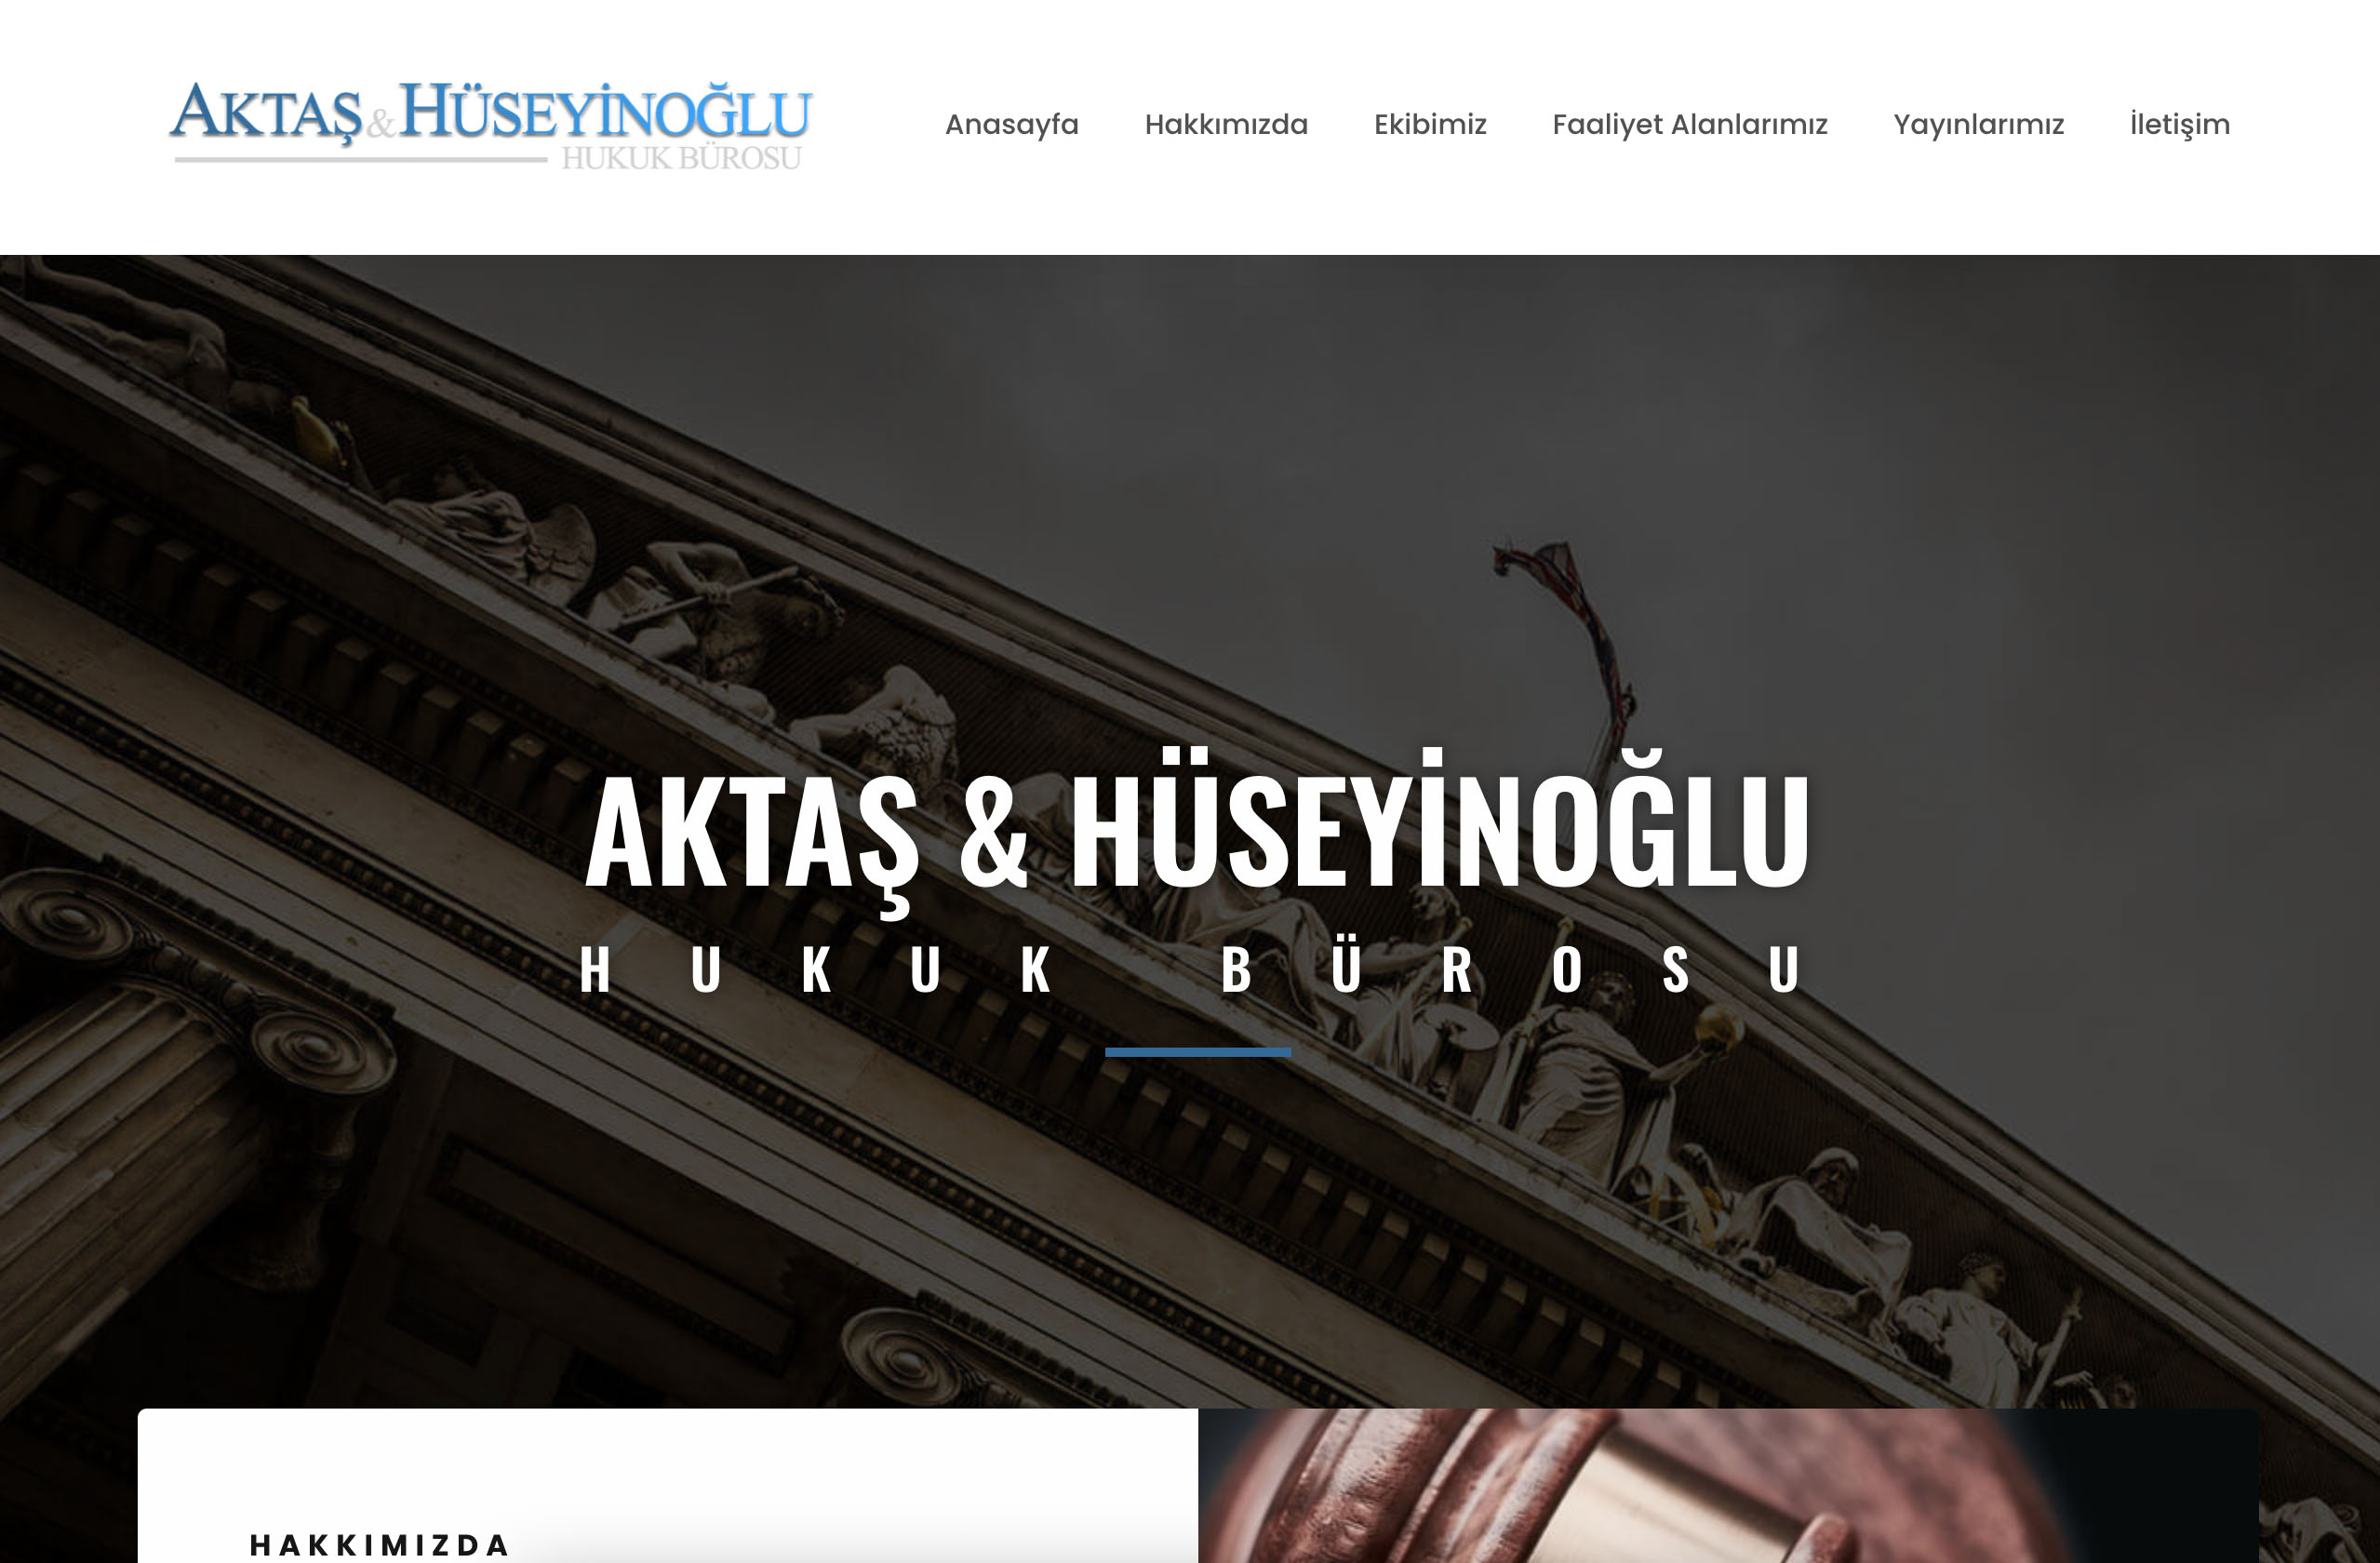 AKTAŞ & HÜSEYİNOĞLU
HUKUK BÜROSU
Anasayfa Hakkımızda Ekibimiz Faaliyet Alanlarımız Yayınlarımız İletişim
AKTAŞ & HÜSEYİNOĞLU
HUKUK BÜROSU
HAKKIMIZDA